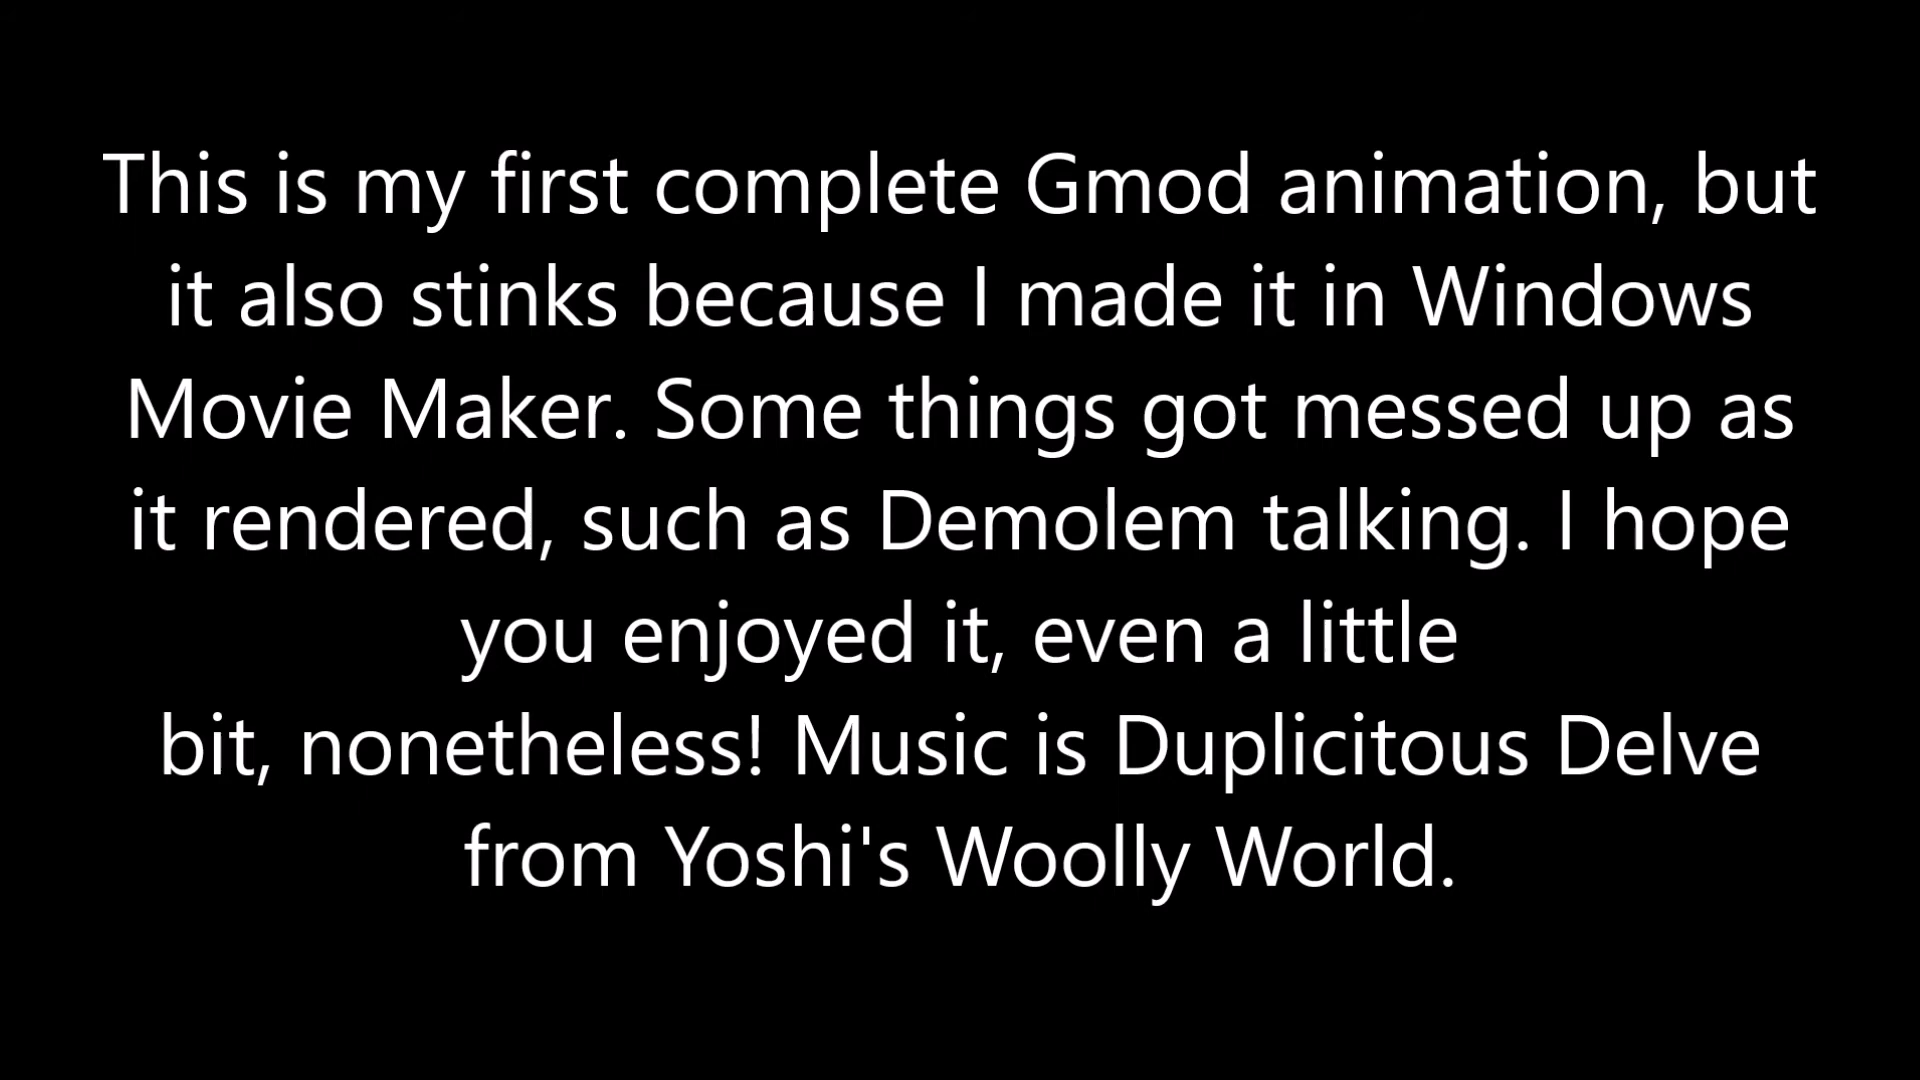 This is my first complete Gmod animation, but
it also stinks because I made it in Windows
Movie Maker. Some things got messed up as
it rendered, such as Demolem talking. I hope
you enjoyed it, even a little
bit, nonetheless! Music is Duplicitous Delve
from Yoshi's Woolly World.